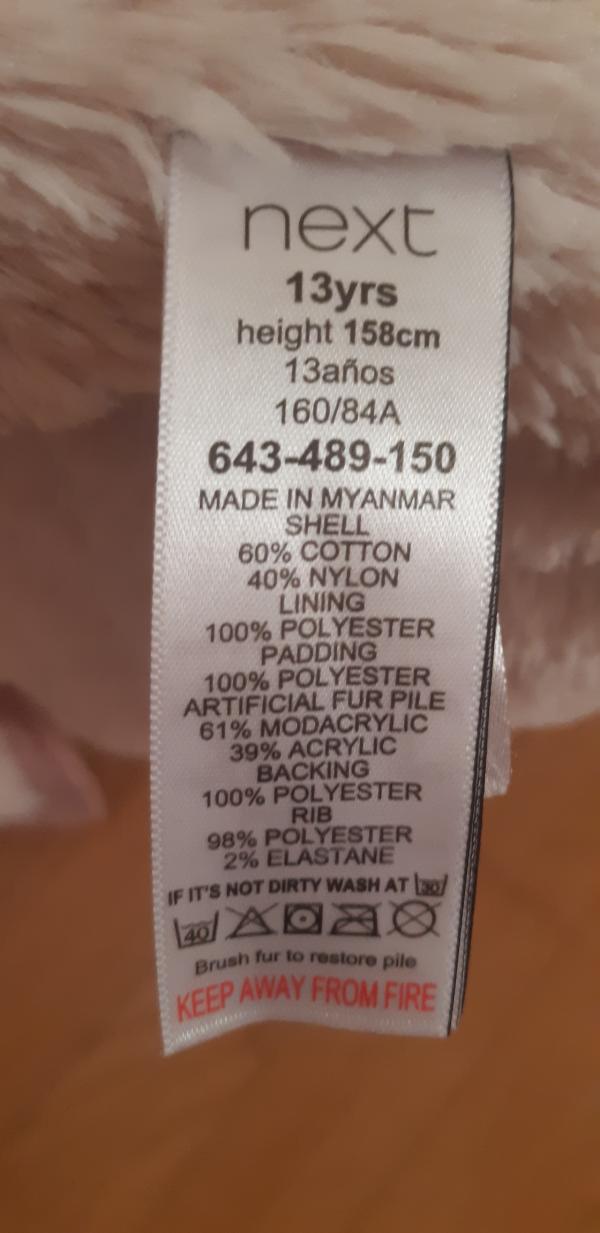 next
13yrs
height 158cm
13años
160/84A
643-489-150
MADE IN MYANMAR
SHELL
60% COTTON
40% NYLON
LINING
100% POLYESTER
PADDING
100% POLYESTER
ARTIFICIAL FUR PILE
61% MODACRYLIC
39% ACRYLIC
BACKING
100% POLYESTER
RIB
98% POLYESTER
2% ELASTANE
IF IT'S NOT DIRTY WASH AT 30
40
Brush fur to restore pile
KEEP AWAY FROM FIRE